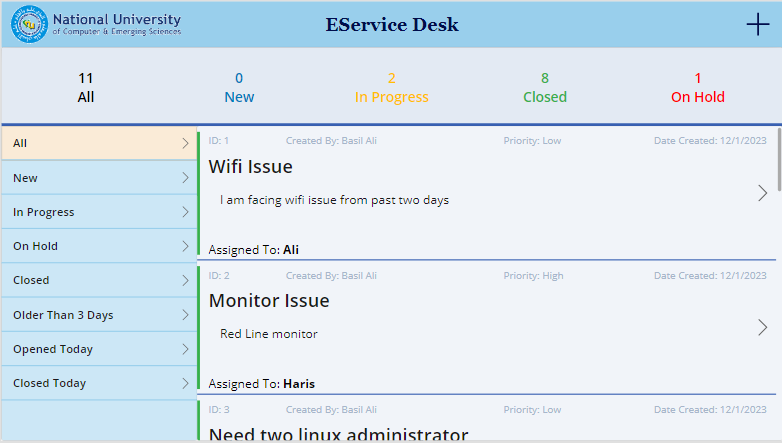 National University
of Computer & Emerging Sciences
EService Desk
11
All
0
New
2
In Progress
8
Closed
1
On Hold
All
New
In Progress
On Hold
Closed
Older Than 3 Days
Opened Today
Closed Today
ID: 1 Created By: Basil Ali Priority: Low Date Created: 12/1/2023
Wifi Issue
I am facing wifi issue from past two days
Assigned To: Ali
ID: 2 Created By: Basil Ali Priority: High Date Created: 12/1/2023
Monitor Issue
Red Line monitor
Assigned To: Haris
ID: 3 Created By: Basil Ali Priority: Low Date Created: 12/1/2023
Need two linux administrator